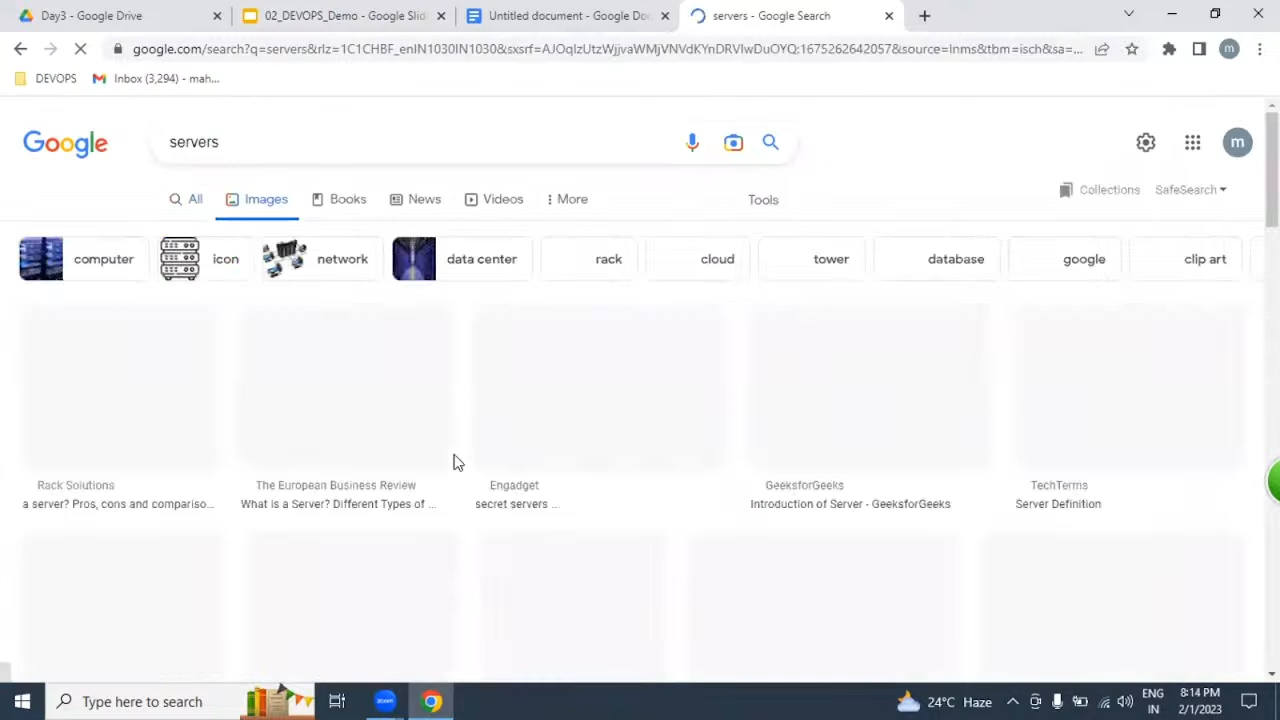 Day3 - Google Drive
02_DEVOPS_Demo - Google Slid
Untitled document - Google Doc
servers - Google Search
google.com/search?q=servers&rlz=1C1CHBF_enIN1030IN1030&sxsrf=AJOqlzUtzWjjvaWMjVNVdKYnDRVIwDuOYQ:1675262642057&source=lnms&tbm=isch&sa=...
m
DEVOPS
Inbox (3,294) - mah...
Google
servers
m
All
Images
Books
News
Videos
More
Tools
Collections
SafeSearch
computer
icon
network
data center
rack
cloud
tower
database
google
clip art
Rack Solutions
The European Business Review
Engadget
GeeksforGeeks
TechTerms
a server? Pros, cons and compariso...
What is a Server? Different Types of ...
secret servers ...
Introduction of Server - GeeksforGeeks
Server Definition
Type here to search
zoom
24°C Haze
ENG
IN
8:14 PM
2/1/2023